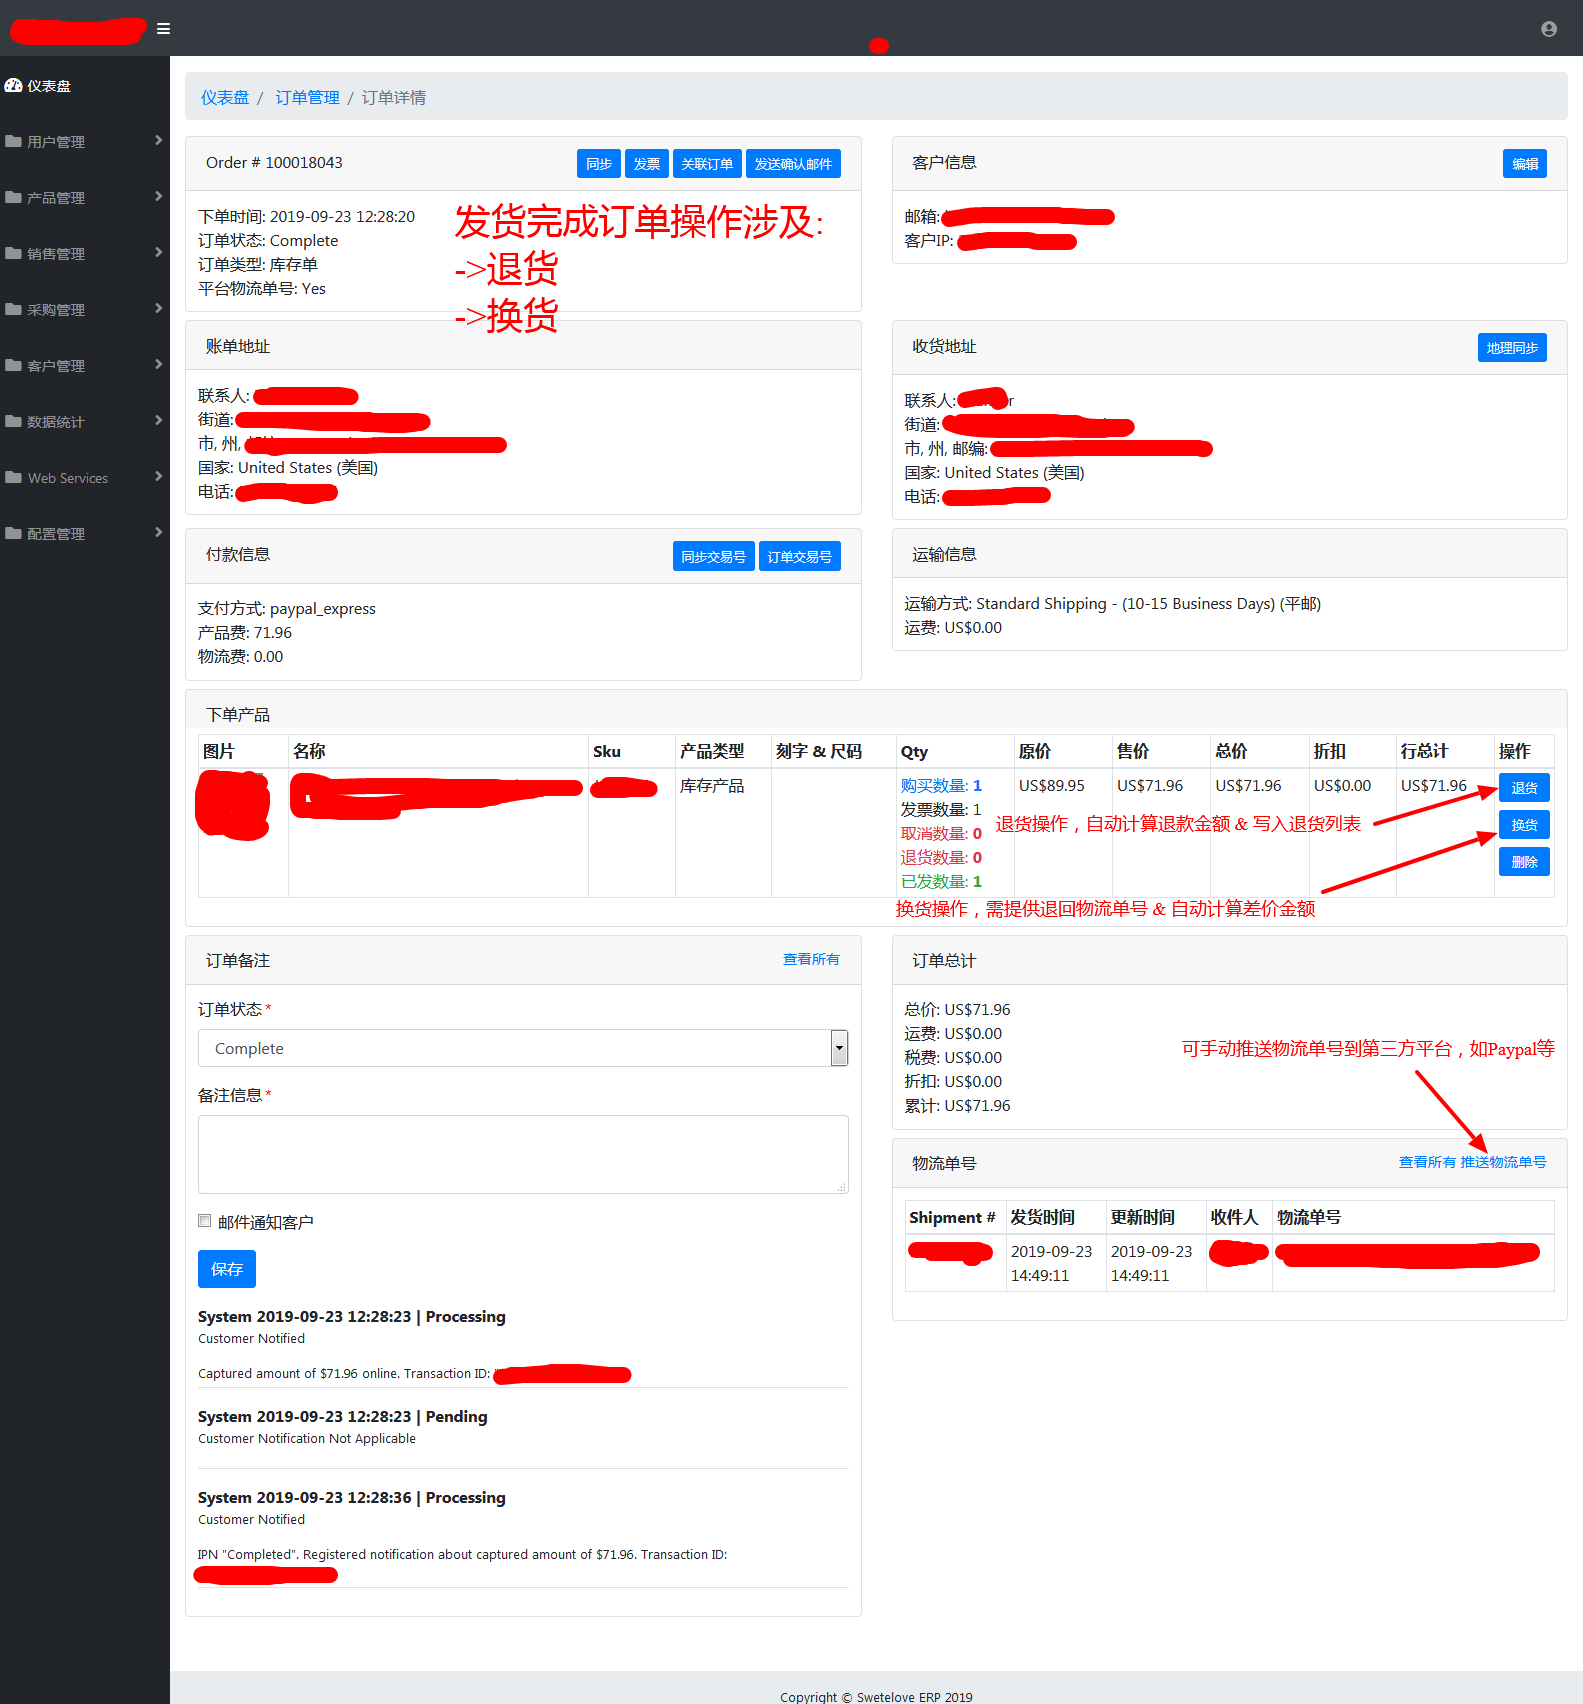 仪表盘
用户管理
产品管理
销售管理
采购管理
客户管理
数据统计
Web Services
配置管理
仪表盘 / 订单管理 / 订单详情
Order # 100018043
同步 发票 关联订单 发送确认邮件
下单时间: 2019-09-23 12:28:20
订单状态: Complete
订单类型: 库存单
平台物流单号: Yes
发货完成订单操作涉及:
->退货
->换货
客户信息
编辑
邮箱:
客户IP:
账单地址
联系人:
街道:
市, 州,
国家: United States (美国)
电话:
收货地址
地理同步
联系人:
街道:
市, 州, 邮编:
国家: United States (美国)
电话:
付款信息
同步交易号 订单交易号
支付方式: paypal_express
产品费: 71.96
物流费: 0.00
运输信息
运输方式: Standard Shipping - (10-15 Business Days) (平邮)
运费: US$0.00
下单产品
图片 名称 Sku 产品类型 刻字 & 尺码 Qty 原价 售价 总价 折扣 行总计 操作
库存产品 购买数量: 1 US$89.95 US$71.96 US$71.96 US$0.00 US$71.96 退货
发票数量: 1
取消数量: 0
退货数量: 0
已发数量: 1
换货
删除
退货操作，自动计算退款金额 & 写入退货列表
换货操作，需提供退回物流单号 & 自动计算差价金额
订单备注
查看所有
订单状态 *
Complete
备注信息 *
邮件通知客户
保存
System 2019-09-23 12:28:23 | Processing
Customer Notified
Captured amount of $71.96 online. Transaction ID:
System 2019-09-23 12:28:23 | Pending
Customer Notification Not Applicable
System 2019-09-23 12:28:36 | Processing
Customer Notified
IPN "Completed". Registered notification about captured amount of $71.96. Transaction ID:
订单总计
总价: US$71.96
运费: US$0.00
税费: US$0.00
折扣: US$0.00
累计: US$71.96
可手动推送物流单号到第三方平台，如Paypal等
物流单号
查看所有 推送物流单号
Shipment # 发货时间 更新时间 收件人 物流单号
2019-09-23 2019-09-23
14:49:11 14:49:11
Copyright © Swetelove ERP 2019